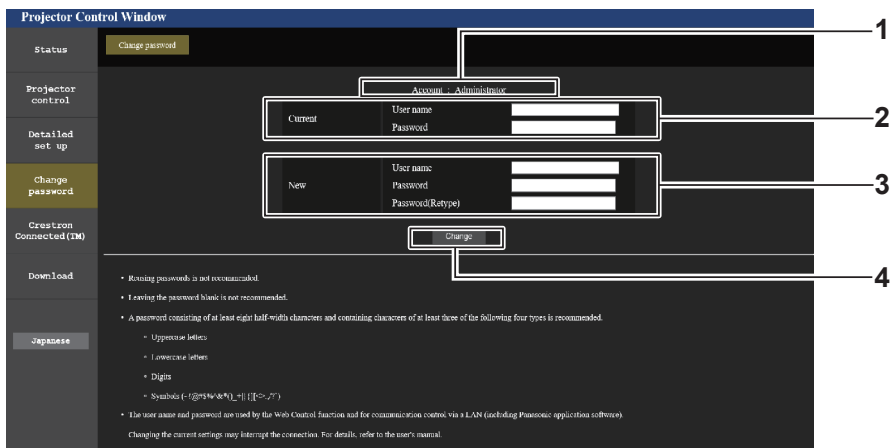 Projector Control Window
1
Status
Change password
Account : Administrator
Projector
control
Current
User name
Password
2
Detailed
set up
New
User name
Password
Password(Retype)
3
Change
password
Change
Crestron
Connected(TM)
4
Download
• Reusing passwords is not recommended.
• Leaving the password blank is not recommended.
• A password consisting of at least eight half-width characters and containing characters of at least three of the following four types is recommended.
Japanese
Uppercase letters
Lowercase letters
Digits
Symbols
• The user name and password are used by the Web Control function and for communication control via a LAN (including Panasonic application software).
Changing the current settings may interrupt the connection. For details, refer to the user's manual.